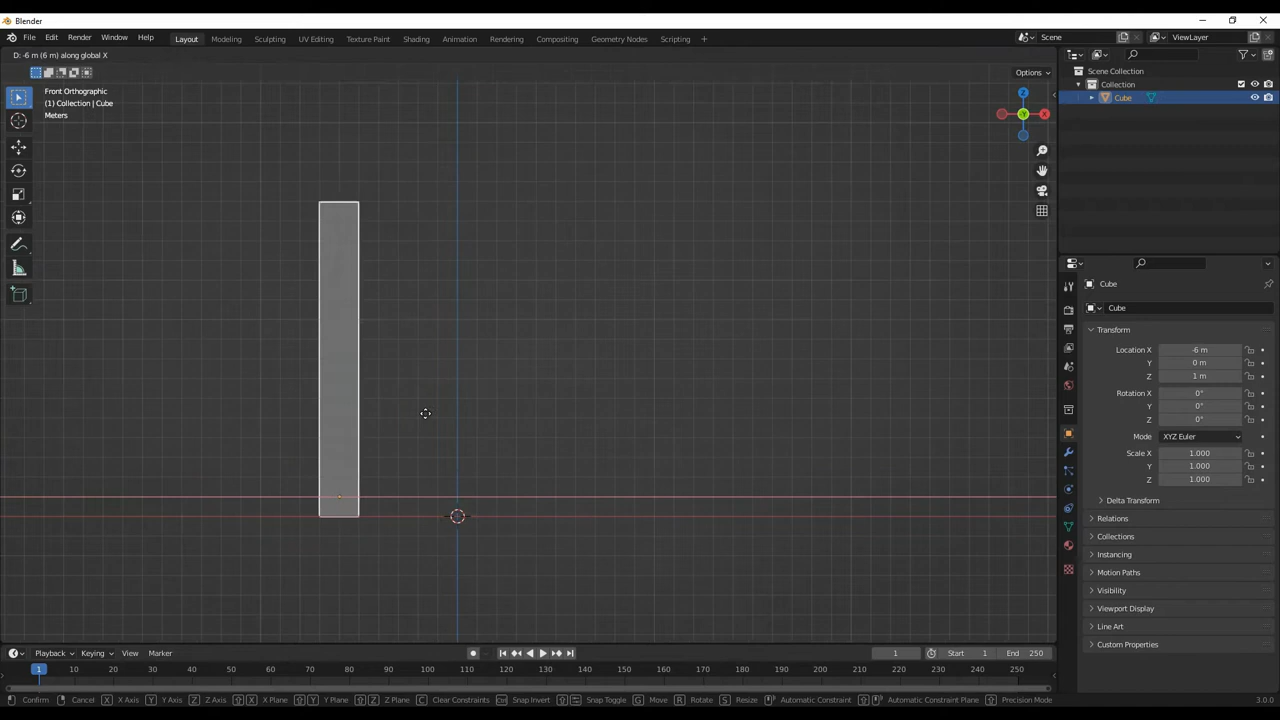 Blender
File Edit Render Window Help Layout Modeling Sculpting UV Editing Texture Paint Shading Animation Rendering Compositing Geometry Nodes Scripting + Scene ViewLayer
D: -6 m (6 m) along global X
Options
Front Orthographic
(1) Collection | Cube
Meters
Z
Y
X
Scene Collection
Collection
Cube
Cube
Cube
Transform
Location X -6 m
Y 0 m
Z 1 m
Rotation X 0°
Y 0°
Z 0°
Mode XYZ Euler
Scale X 1.000
Y 1.000
Z 1.000
Delta Transform
Relations
Collections
Instancing
Motion Paths
Visibility
Viewport Display
Line Art
Custom Properties
Playback Keying View Marker 1 Start 1 End 250
1 10 20 30 40 50 60 70 80 90 100 110 120 130 140 150 160 170 180 190 200 210 220 230 240 250
Confirm Cancel X X Axis Y Y Axis Z Z Axis X X Plane Y Y Plane Z Z Plane C Clear Constraints Snap Invert Snap Toggle G Move R Rotate S Resize Automatic Constraint Automatic Constraint Plane Precision Mode 3.0.0